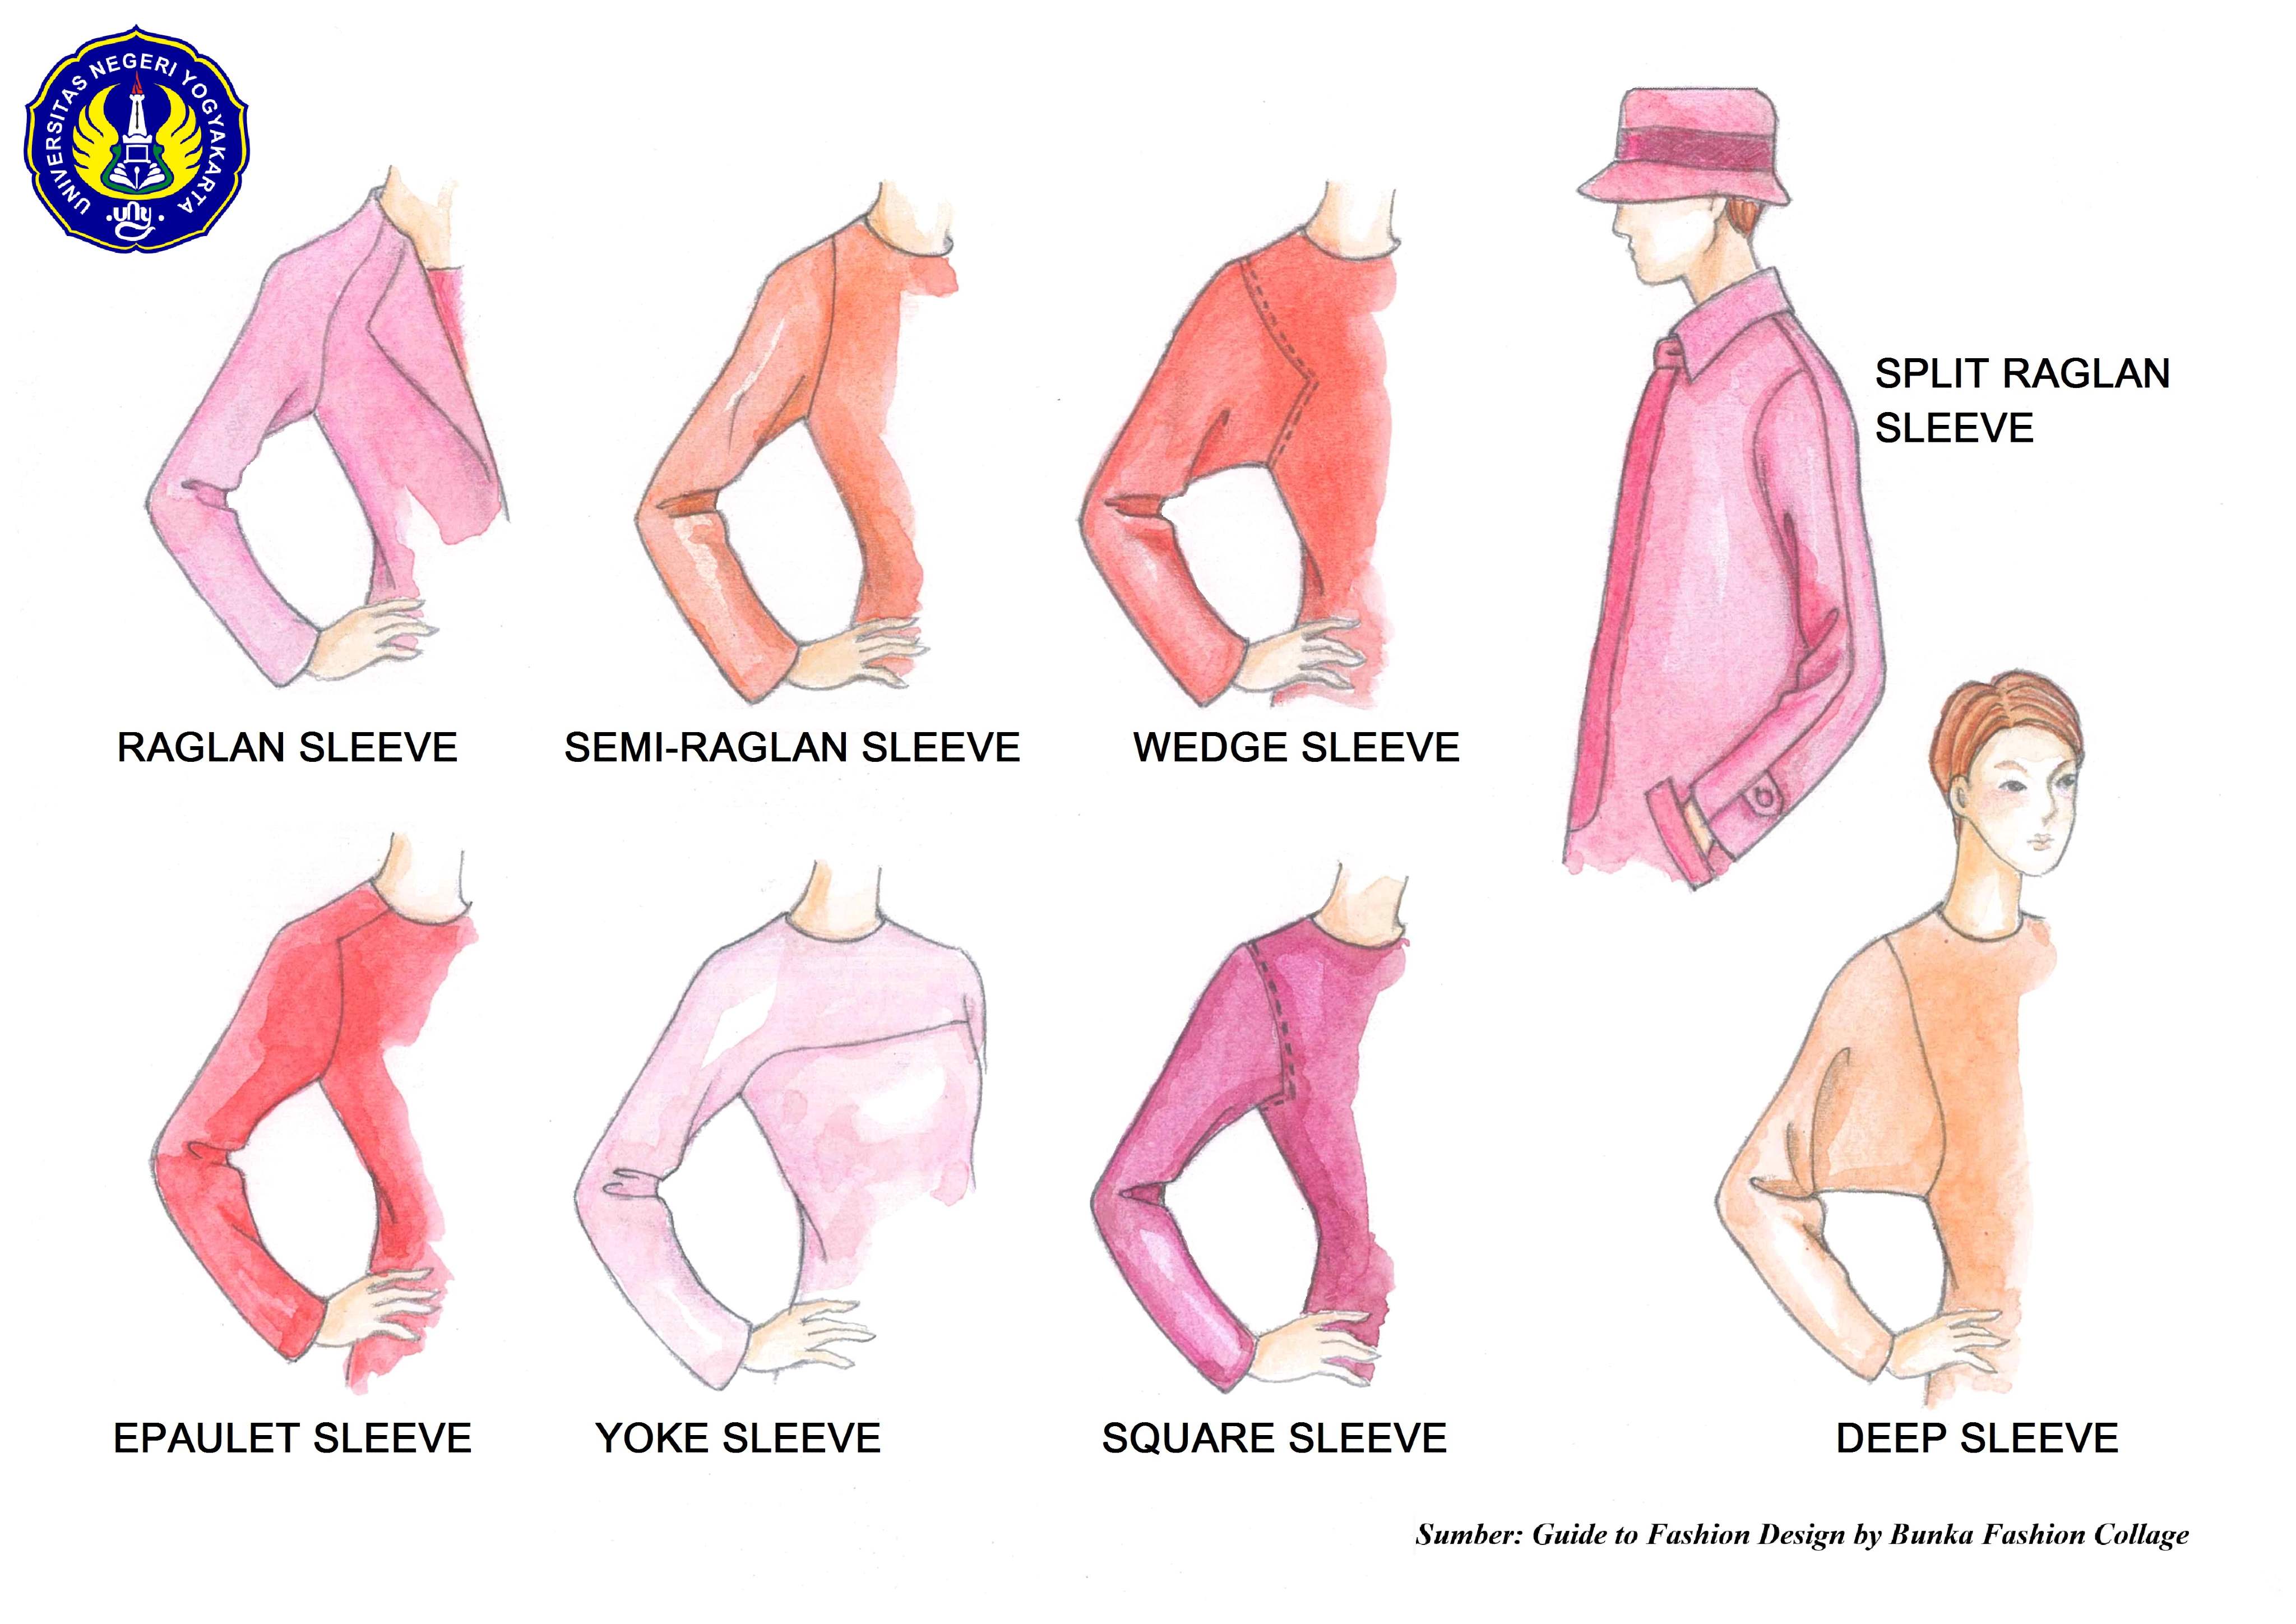 UNIVERSITAS NEGERI YOGYAKARTA
uny
SPLIT RAGLAN
SLEEVE
RAGLAN SLEEVE
SEMI-RAGLAN SLEEVE
WEDGE SLEEVE
EPAULET SLEEVE
YOKE SLEEVE
SQUARE SLEEVE
DEEP SLEEVE
Sumber: Guide to Fashion Design by Bunka Fashion Collage